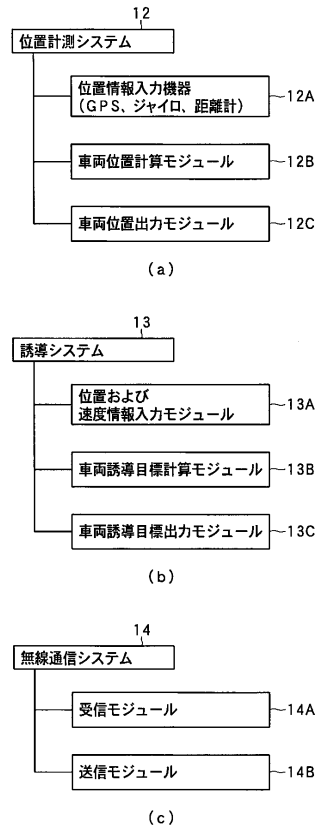 12
位置計測システム
位置情報入力機器
(GPS、ジャイロ、距離計)
12A
車両位置計算モジュール
12B
車両位置出力モジュール
12C
(a)
13
誘導システム
位置および
速度情報入力モジュール
13A
車両誘導目標計算モジュール
13B
車両誘導目標出力モジュール
13C
(b)
14
無線通信システム
受信モジュール
14A
送信モジュール
14B
(c)